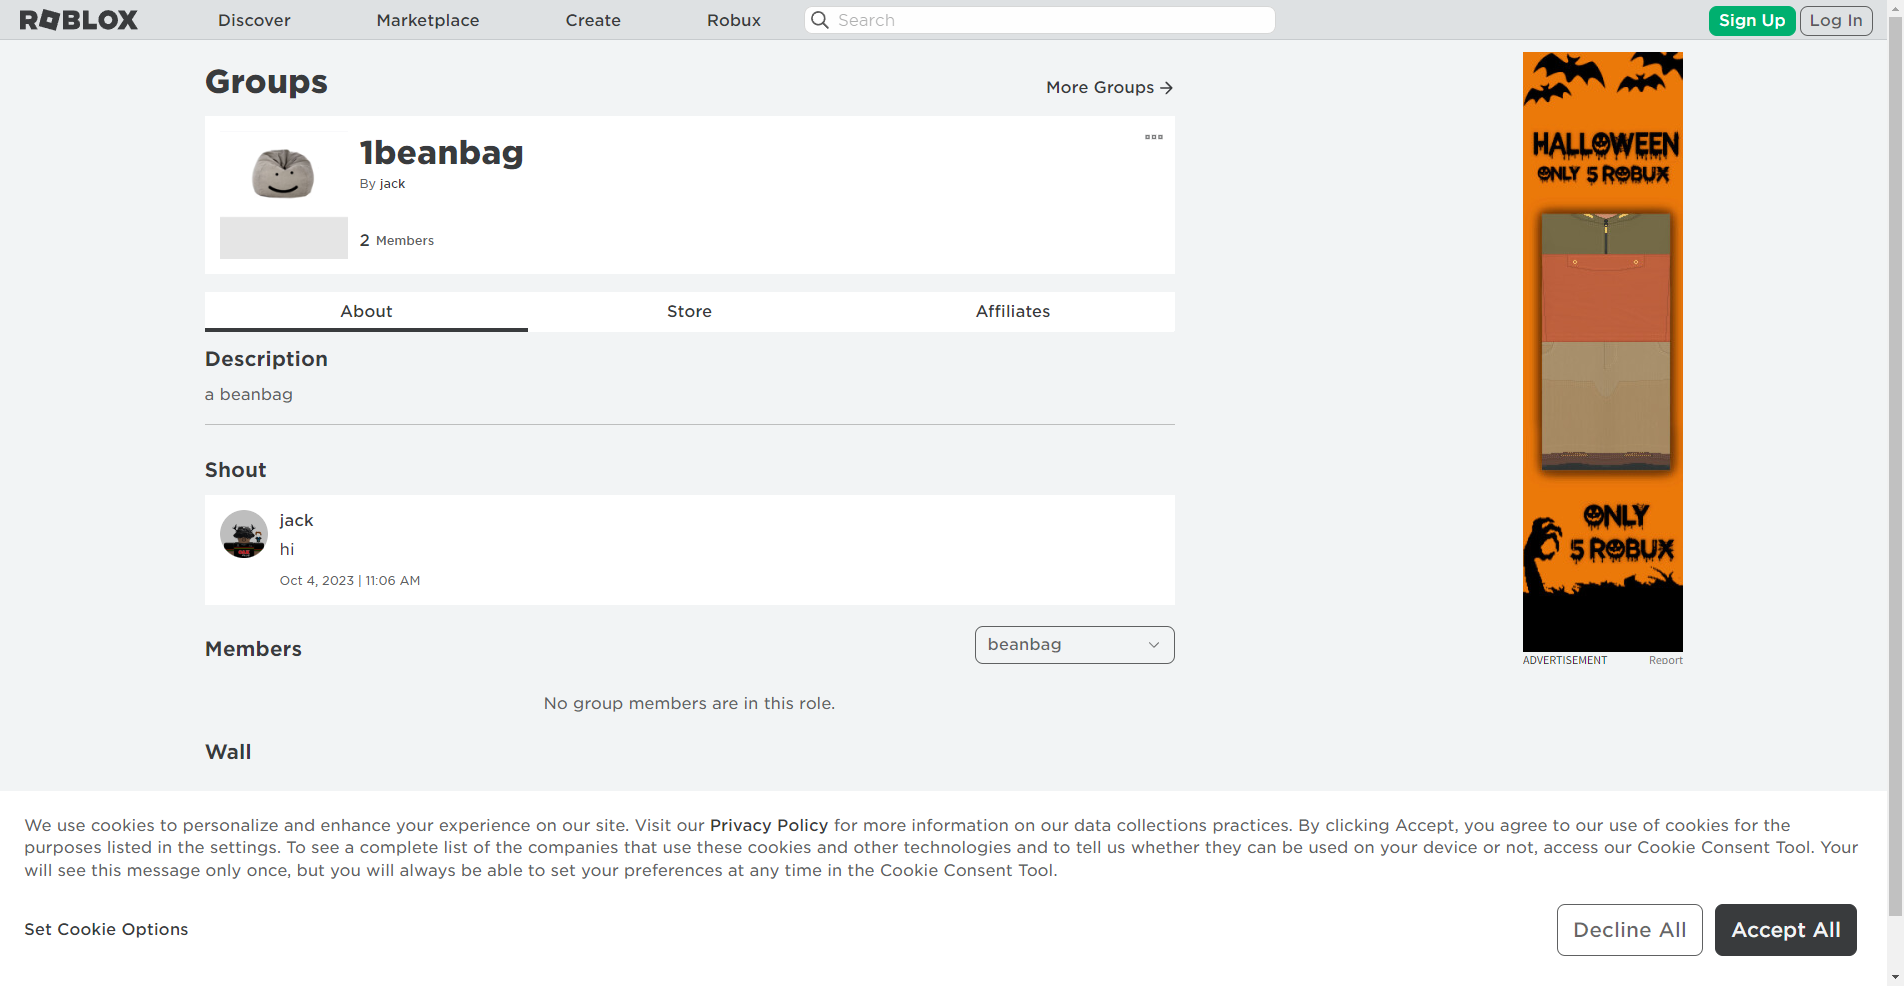 ROBLOX
Discover
Marketplace
Create
Robux
Search
Sign Up
Log In
Groups
More Groups
1beanbag
By jack
2 Members
About
Store
Affiliates
Description
a beanbag
Shout
jack
hi
Oct 4, 2023 | 11:06 AM
Members
beanbag
No group members are in this role.
Wall
HALLOWEEN
ONLY 5 ROBUX
ONLY
5 ROBUX
ADVERTISEMENT
Report
We use cookies to personalize and enhance your experience on our site. Visit our Privacy Policy for more information on our data collections practices. By clicking Accept, you agree to our use of cookies for the
purposes listed in the settings. To see a complete list of the companies that use these cookies and other technologies and to tell us whether they can be used on your device or not, access our Cookie Consent Tool. Your
will see this message only once, but you will always be able to set your preferences at any time in the Cookie Consent Tool.
Set Cookie Options
Decline All
Accept All